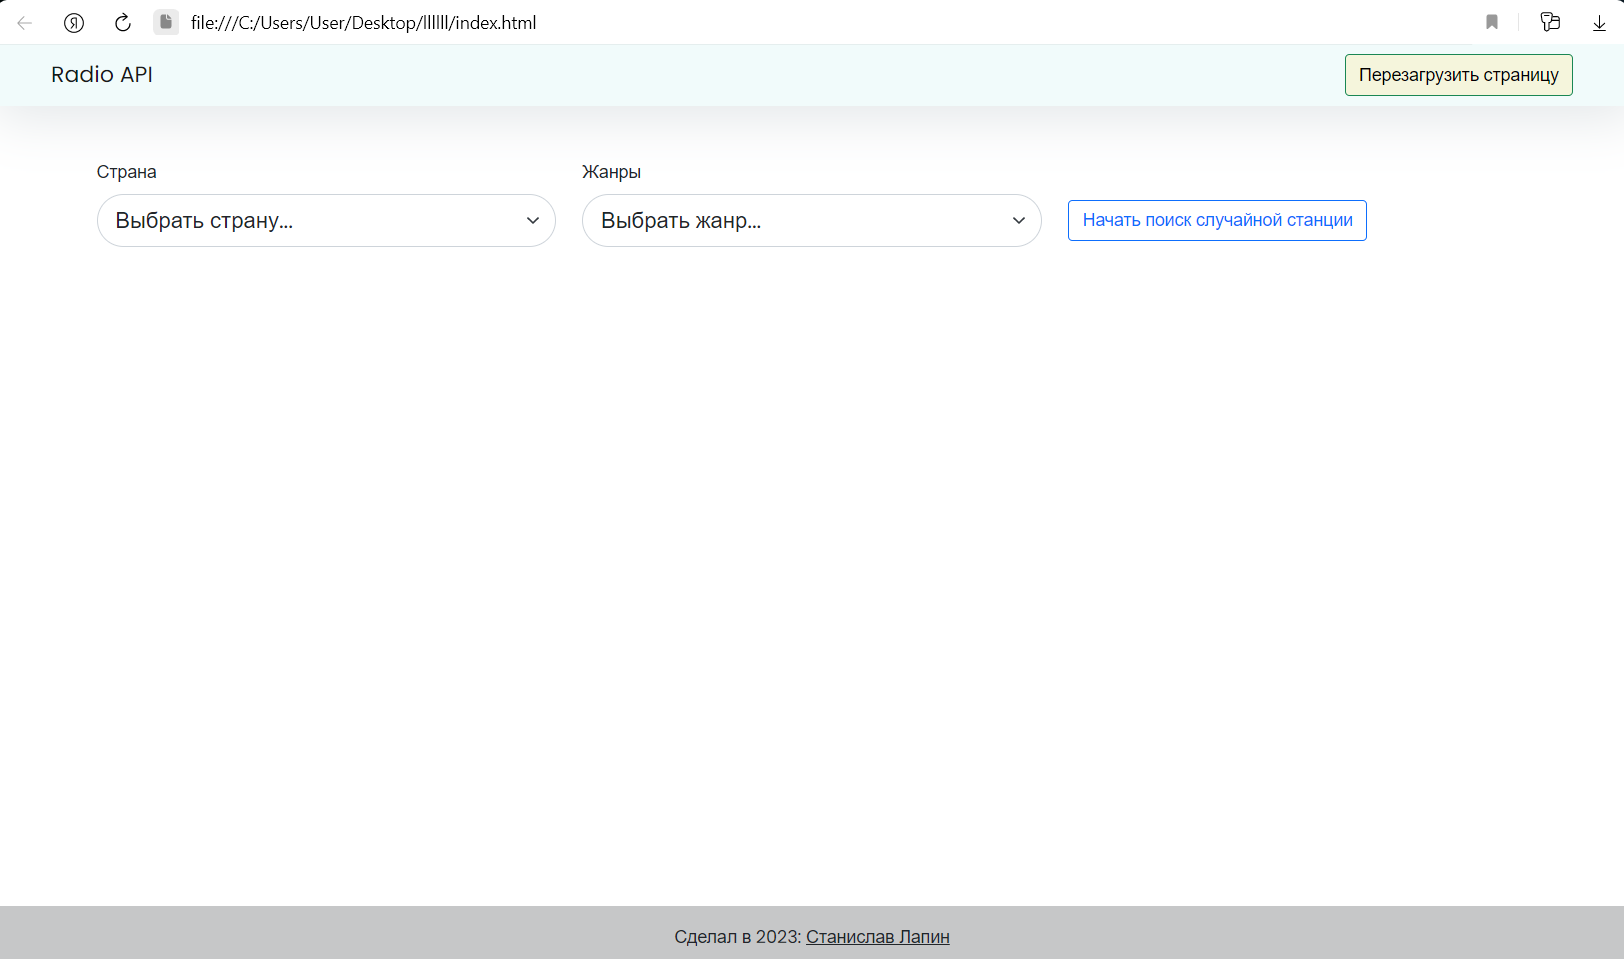 file:///C:/Users/User/Desktop/llllll/index.html
Radio API
Перезагрузить страницу
Страна
Жанры
Выбрать страну...
Выбрать жанр...
Начать поиск случайной станции
Сделал в 2023: Станислав Лапин